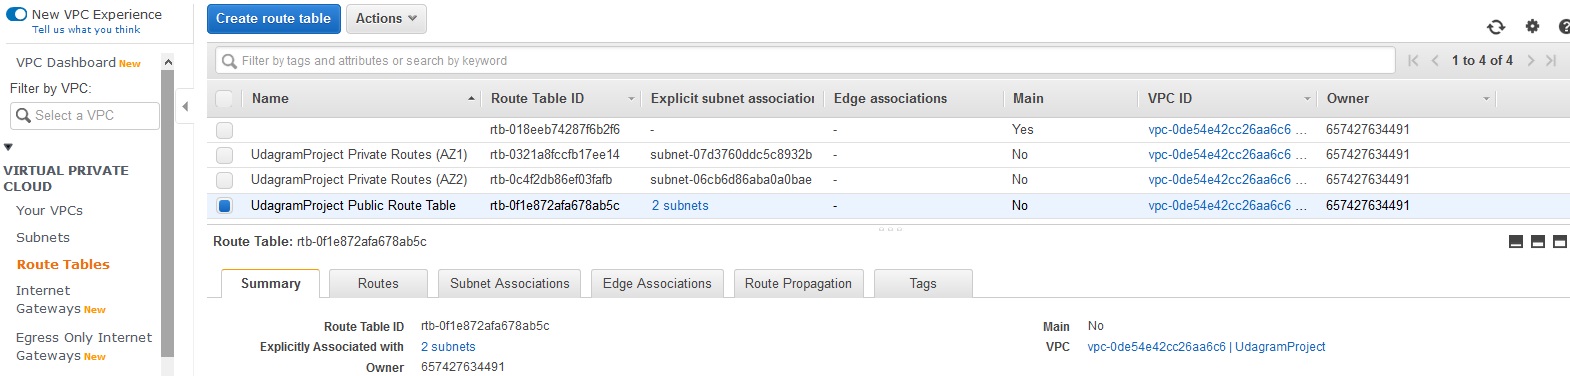 New VPC Experience
Tell us what you think
Create route table Actions
VPC Dashboard New
Filter by VPC:
Select a VPC
VIRTUAL PRIVATE
CLOUD
Your VPCs
Subnets
Route Tables
Internet
Gateways New
Egress Only Internet
Gateways New
Filter by tags and attributes or search by keyword
1 to 4 of 4
Name Route Table ID Explicit subnet association Edge associations Main VPC ID Owner
rtb-018eeb74287f6b2f6 - - Yes vpc-0de54e42cc26aa6c6 ... 657427634491
UdagramProject Private Routes (AZ1) rtb-0321a8fccfb17ee14 subnet-07d3760ddc5c8932b - No vpc-0de54e42cc26aa6c6 ... 657427634491
UdagramProject Private Routes (AZ2) rtb-0c4f2db86ef03fafb subnet-06cb6d86aba0a0bae - No vpc-0de54e42cc26aa6c6 ... 657427634491
UdagramProject Public Route Table rtb-0f1e872afa678ab5c 2 subnets - No vpc-0de54e42cc26aa6c6 ... 657427634491
Route Table: rtb-0f1e872afa678ab5c
Summary Routes Subnet Associations Edge Associations Route Propagation Tags
Route Table ID rtb-0f1e872afa678ab5c Main No
Explicitly Associated with 2 subnets VPC vpc-0de54e42cc26aa6c6 | UdagramProject
Owner 657427634491